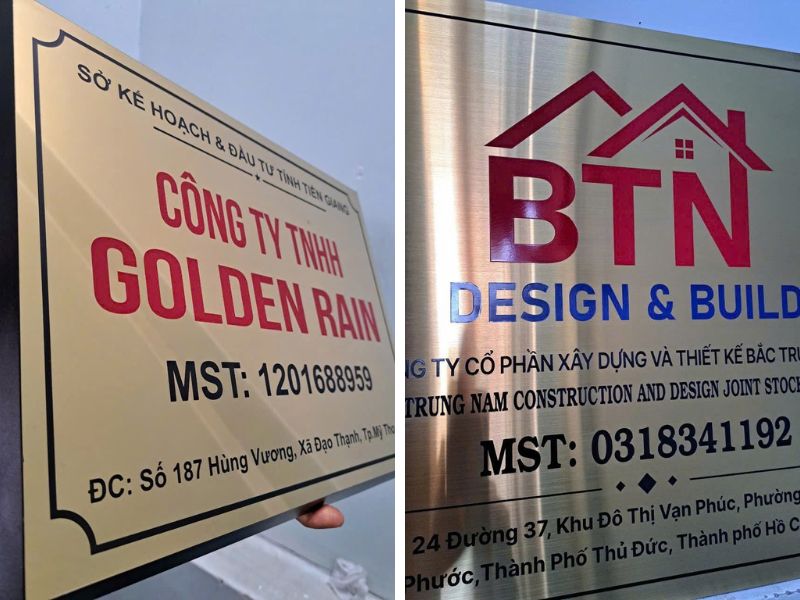 SỞ KẾ HOẠCH & ĐẦU TƯ TỈNH TIỀN GIANG
CÔNG TY TNHH
GOLDEN RAIN
MST: 1201688959
ĐC: Số 187 Hùng Vương, Xã Đạo Thạnh, Tp.Mỹ Tho
BTN
DESIGN & BUILD
NG TY CỔ PHẦN XÂY DỰNG VÀ THIẾT KẾ BẮC TRU
TRUNG NAM CONSTRUCTION AND DESIGN JOINT STOCK
MST: 0318341192
24 Đường 37, Khu Đô Thị Vạn Phúc, Phường
Phước, Thành Phố Thủ Đức, Thành phố Hồ C